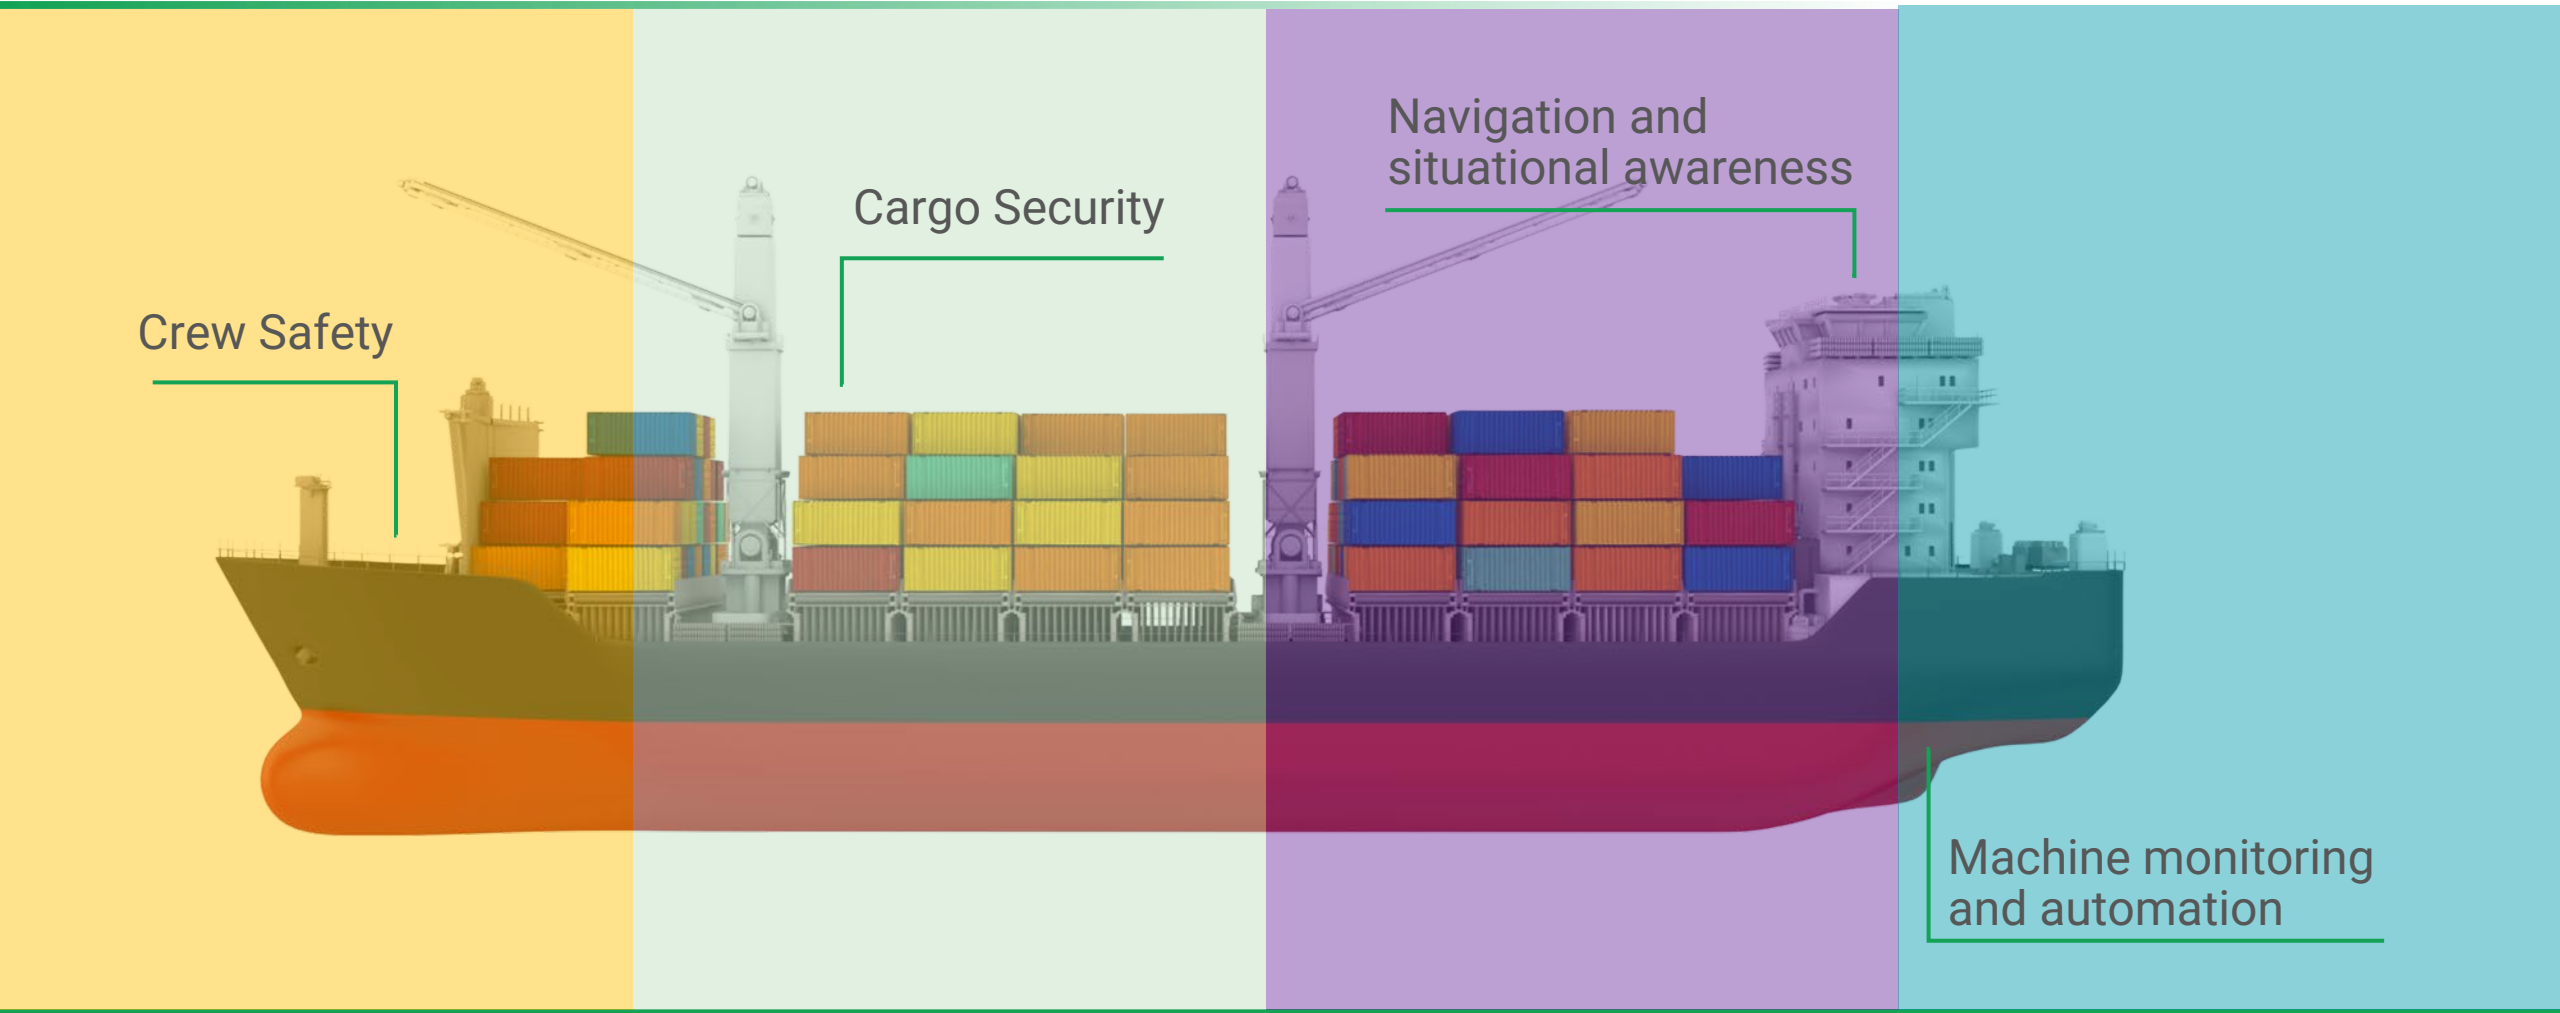 Crew Safety
Cargo Security
Navigation and
situational awareness
Machine monitoring
and automation